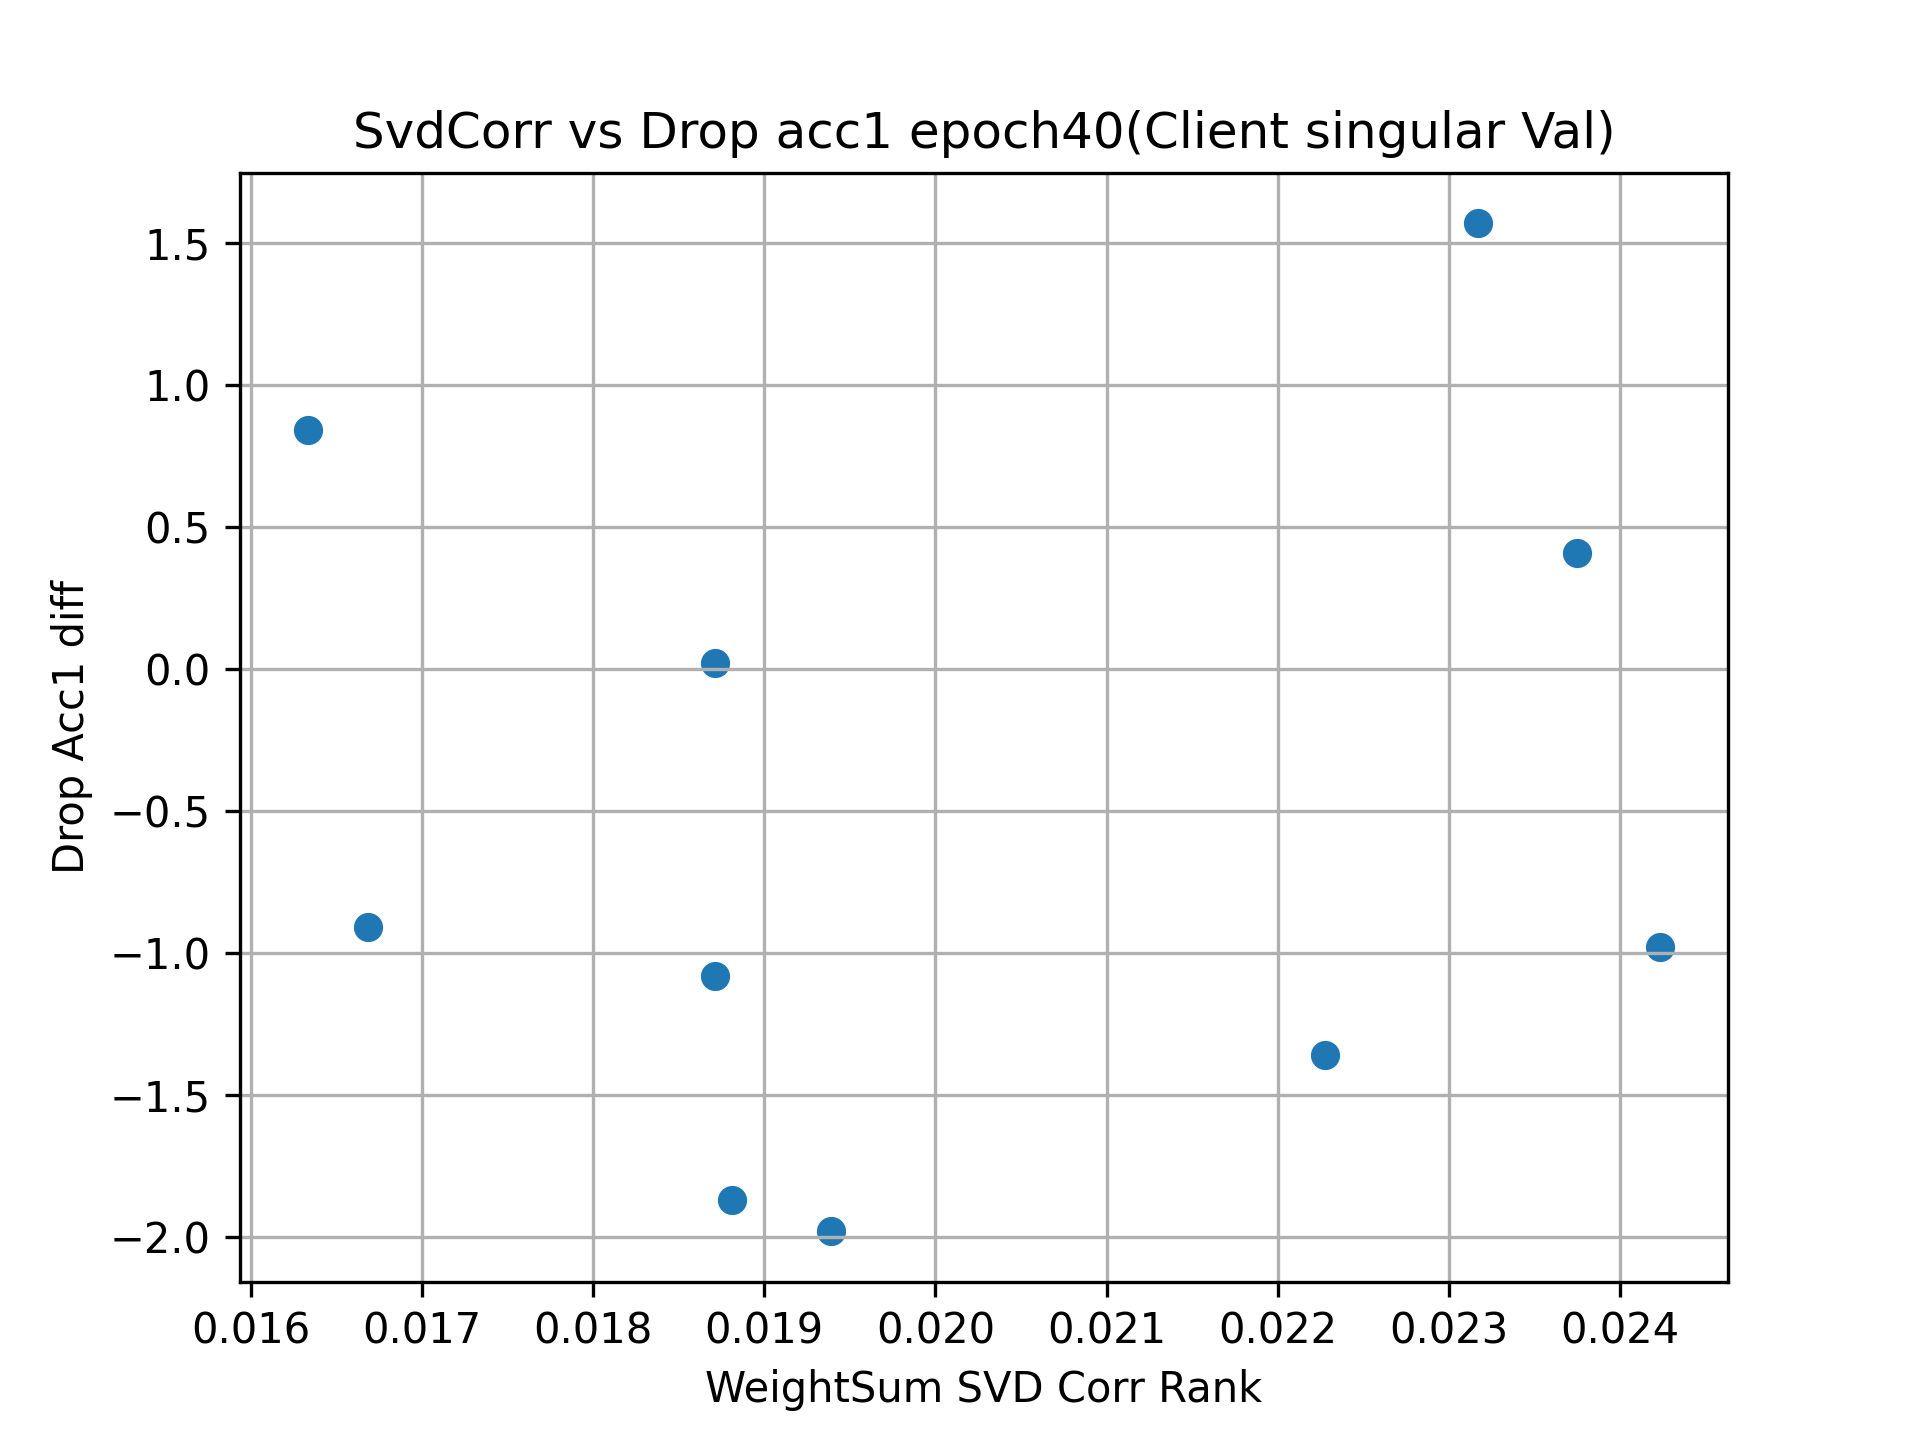 SvdCorr vs Drop acc1 epoch40(Client singular Val)
1.5
1.0
0.5
0.0
−0.5
−1.0
−1.5
−2.0
Drop Acc1 diff
0.016 0.017 0.018 0.019 0.020 0.021 0.022 0.023 0.024
WeightSum SVD Corr Rank